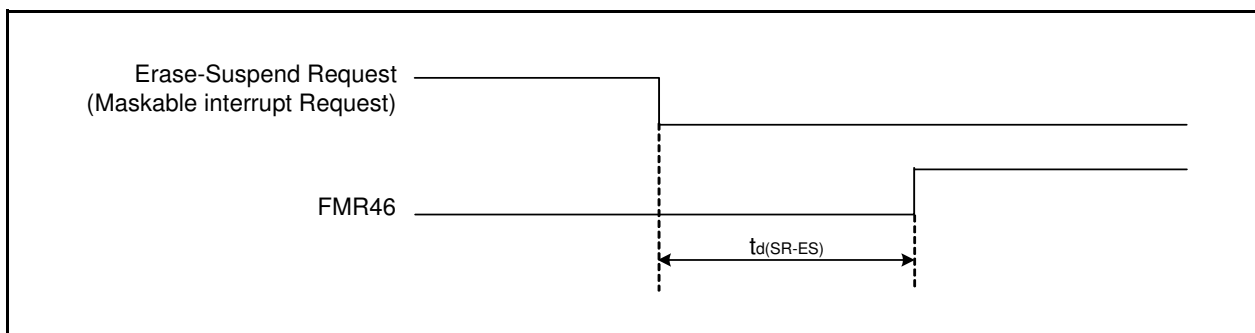 Erase-Suspend Request
(Maskable interrupt Request)
FMR46
td(SR-ES)